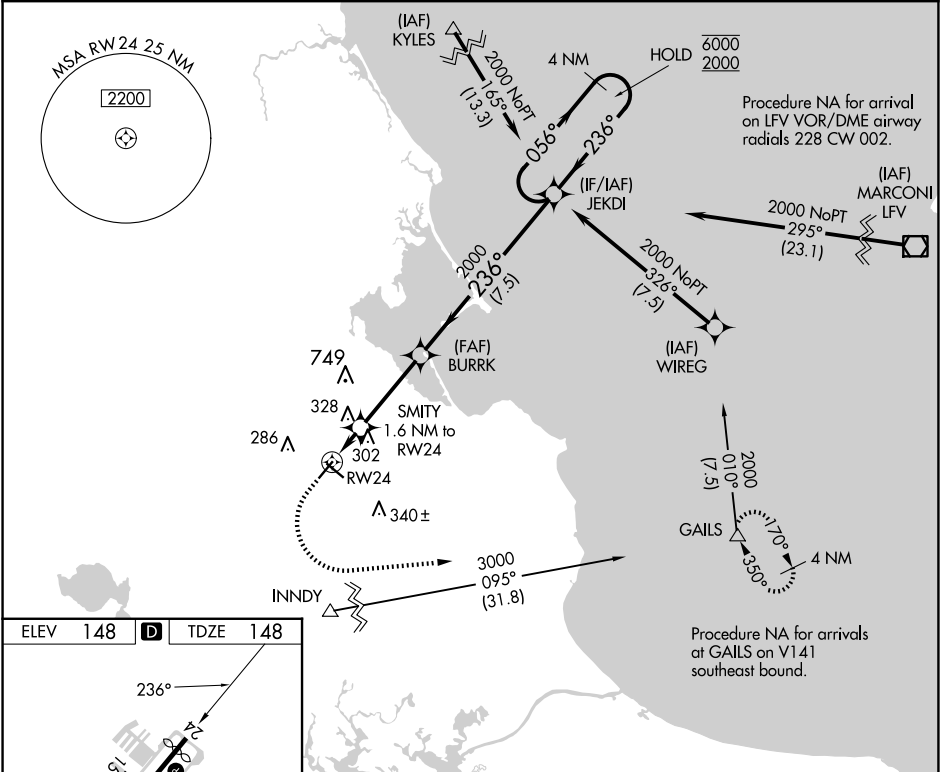 MSA RW 24 25 NM
2200
(IAF)
KYLES
2000 NoPT
165°
(13.3)
4 NM
HOLD
6000
2000
056°
236°
Procedure NA for arrival
on LFV VOR/DME airway
radials 228 CW 002.
(IF/IAF)
JEKDI
(IAF)
MARCONI
LFV
2000 NoPT
295°
(23.1)
2000
236°
(7.5)
2000 NoPT
326°
(7.5)
(IAF)
WIREG
(FAF)
BURRK
749
328
SMITY
1.6 NM to
RW24
286
302
RW24
340±
2000
010°
(7.5)
GAILS
170°
350°
4 NM
3000
095°
(31.8)
INNDY
Procedure NA for arrivals
at GAILS on V141
southeast bound.
ELEV 148 D TDZE 148
236°
24
15